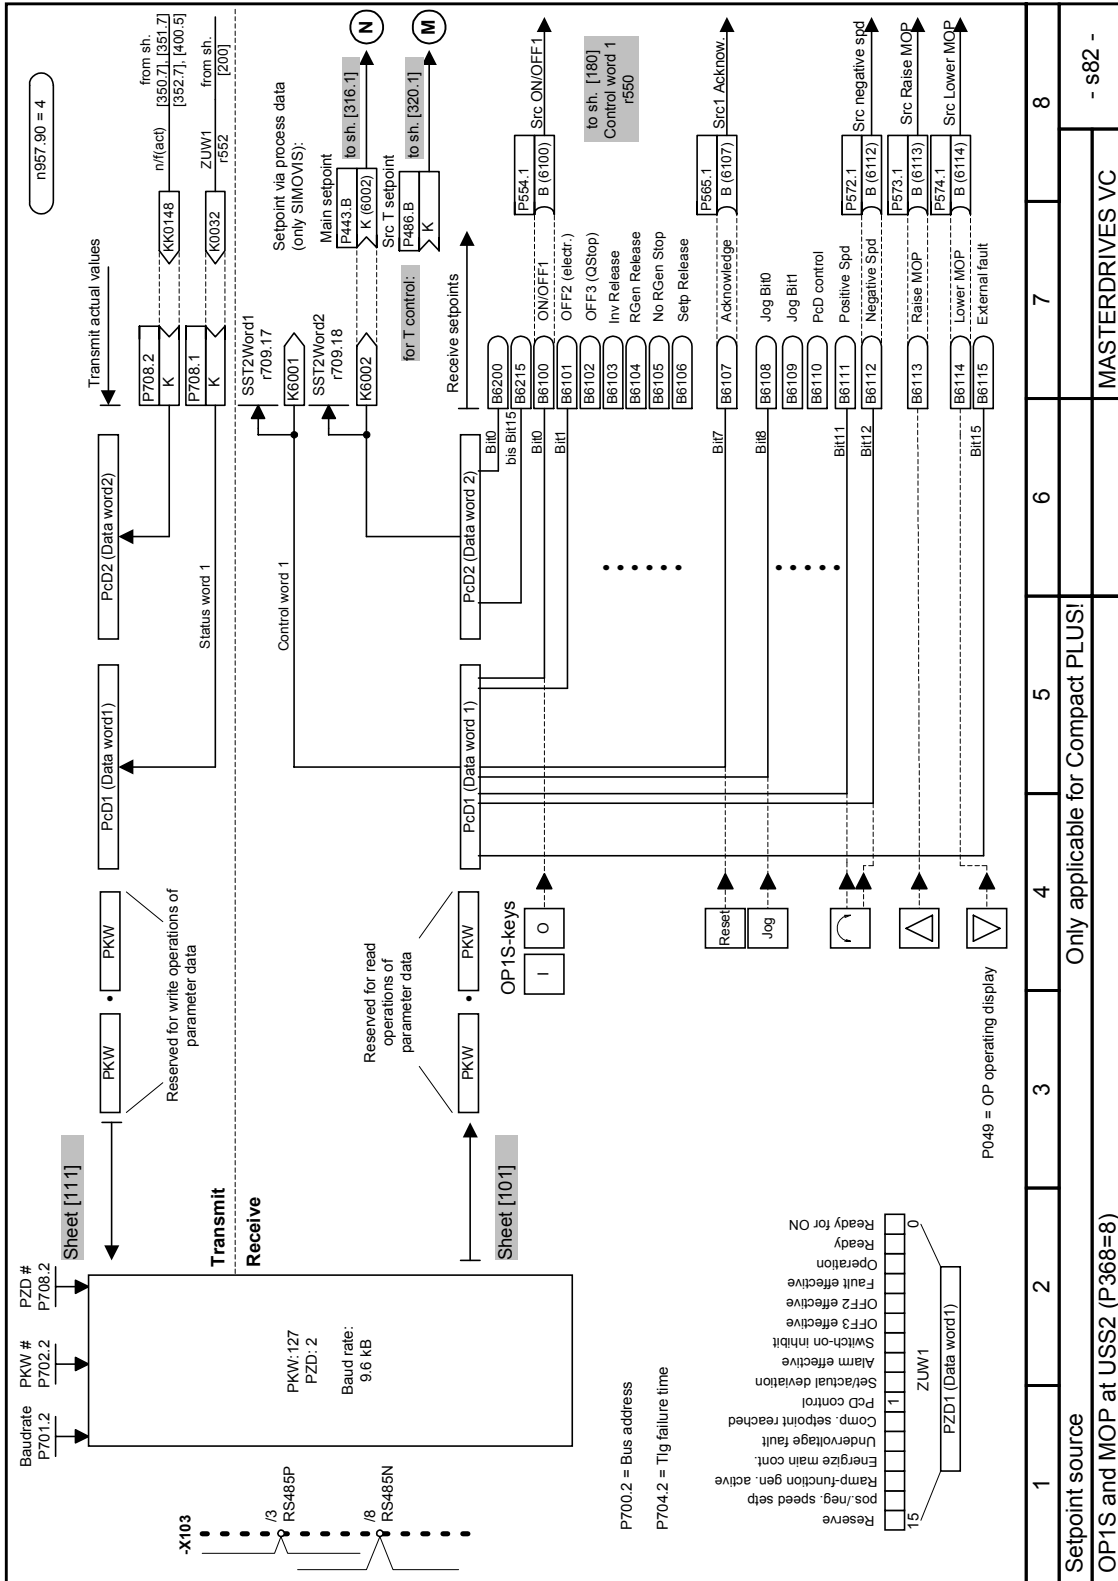 n957.90 = 4
Baudrate
P701.2
PKW #
P702.2
PZD #
P708.2
Sheet [111]
Transmit
Receive
Sheet [101]
PKW:127
PZD: 2
Baud rate:
9.6 kB
-X103
/3
RS485P
/8
RS485N
PKW
PKW
Reserved for write operations of
parameter data
PcD1 (Data word1)
PcD2 (Data word2)
Transmit actual values
Status word 1
P708.2
K
KK0148
n/f(act)
from sh.
[350.7], [351.7]
[352.7], [400.5]
P708.1
K
K0032
ZUW1
r552
from sh.
[200]
Control word 1
SST2Word1
r709.17
K6001
SST2Word2
r709.18
K6002
Setpoint via process data
(only SIMOVIS):
Main setpoint
P443.B
K (6002)
to sh. [316.1]
N
for T control:
Src T setpoint
P486.B
K
to sh. [320.1]
M
Reserved for read
operations of
parameter data
PKW
PKW
PcD1 (Data word 1)
PcD2 (Data word 2)
Receive setpoints
OP1S-keys
I
O
Reset
Jog
Bit0
B6200
bis Bit15
B6215
Bit0
B6100
ON/OFF1
P554.1
B (6100)
Src ON/OFF1
Bit1
B6101
OFF2 (electr.)
B6102
OFF3 (QStop)
B6103
Inv Release
B6104
RGen Release
B6105
No RGen Stop
B6106
Setp Release
to sh. [180]
Control word 1
r550
Bit7
B6107
Acknowledge
P565.1
B (6107)
Src1 Acknow.
Bit8
B6108
Jog Bit0
B6109
Jog Bit1
B6110
PcD control
Bit11
B6111
Positive Spd
Bit12
B6112
Negative Spd
P572.1
B (6112)
Src negative spd
B6113
Raise MOP
P573.1
B (6113)
Src Raise MOP
B6114
Lower MOP
P574.1
B (6114)
Src Lower MOP
Bit15
B6115
External fault
P049 = OP operating display
P700.2 = Bus address
P704.2 = Tlg failure time
Reserve
pos./neg. speed setp
Ramp-function gen. active
Energize main cont.
Undervoltage fault
Comp. setpoint reached
PcD control
Set/actual deviation
Alarm effective
Switch-on inhibit
OFF3 effective
OFF2 effective
Fault effective
Operation
Ready
Ready for ON
1
15
0
ZUW1
PZD1 (Data word1)
1
2
3
4
5
6
7
8
Setpoint source
Only applicable for Compact PLUS!
OP1S and MOP at USS2 (P368=8)
MASTERDRIVES VC
- s82 -